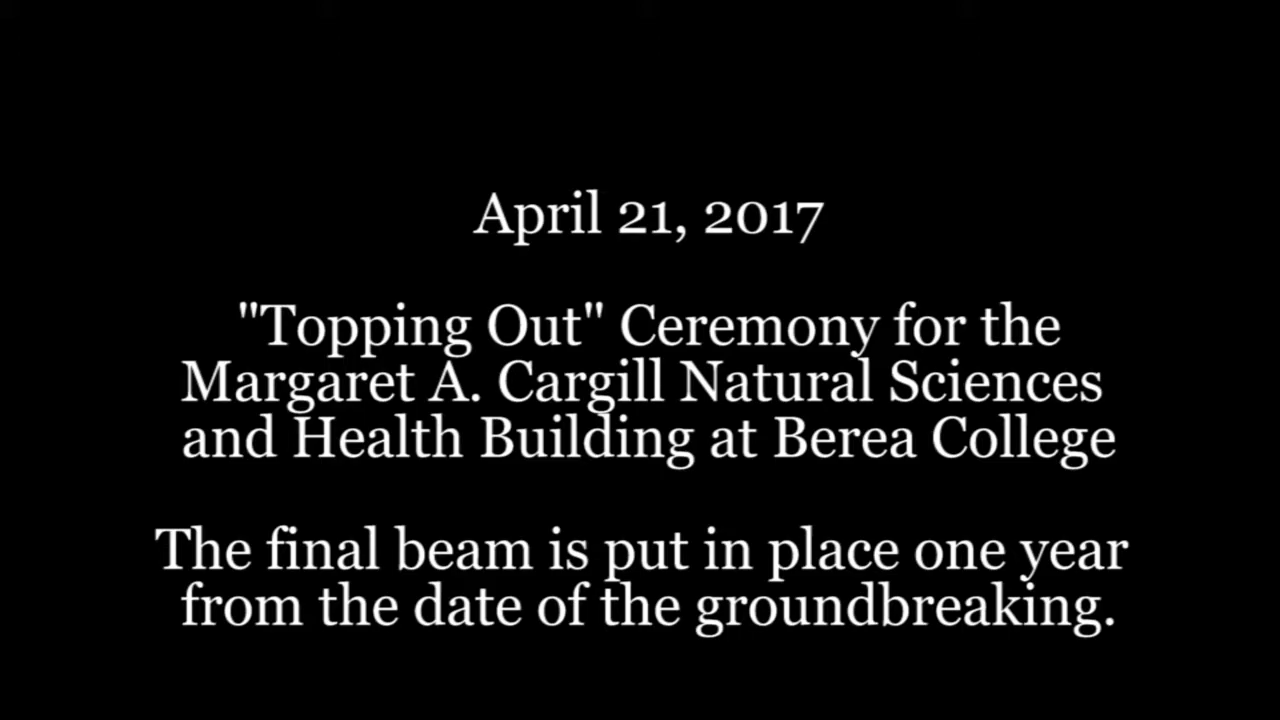 April 21, 2017
"Topping Out" Ceremony for the
Margaret A. Cargill Natural Sciences
and Health Building at Berea College
The final beam is put in place one year
from the date of the groundbreaking.